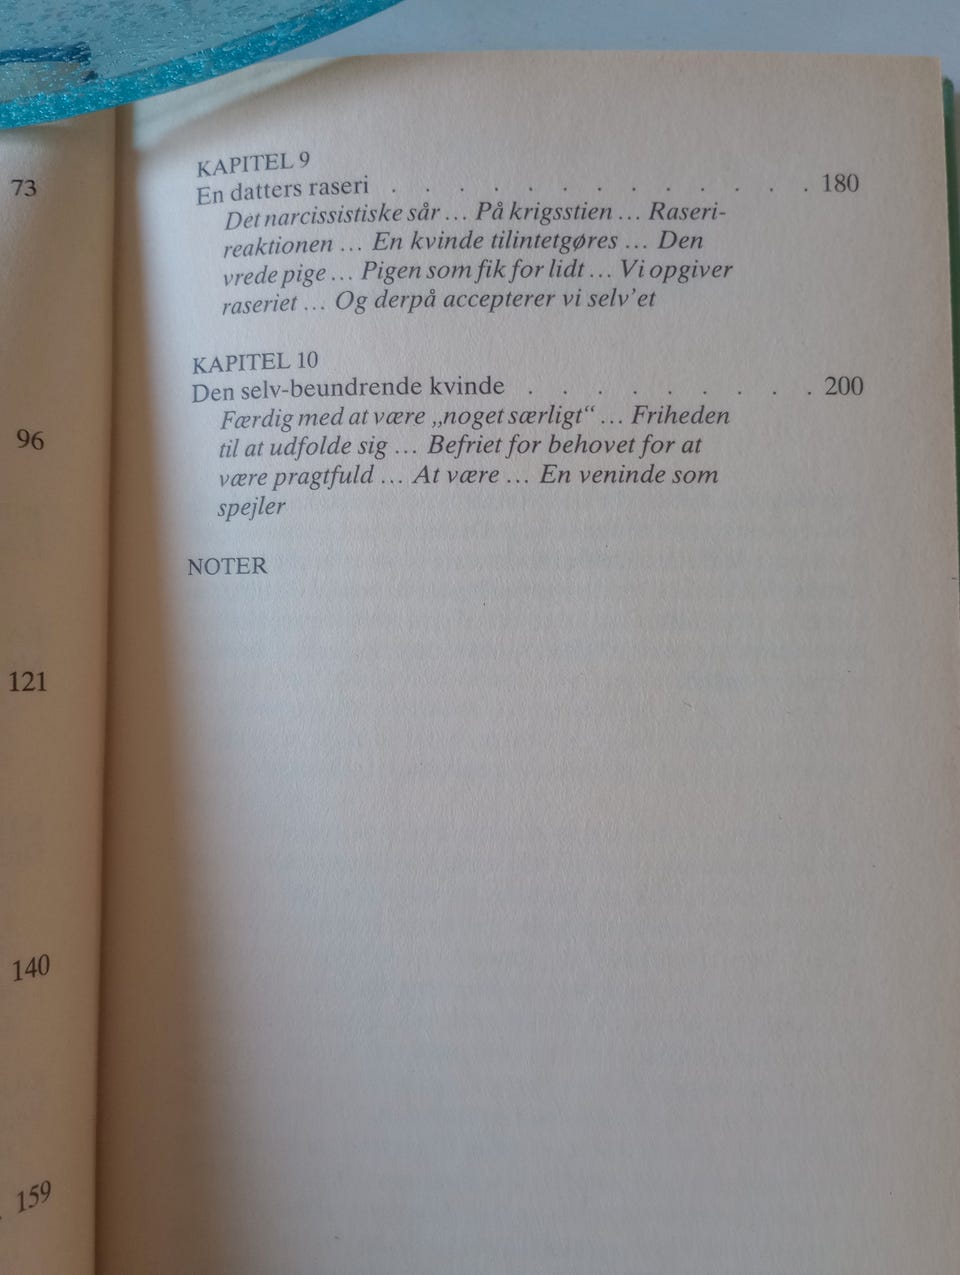 73
96
121
140
159
KAPITEL 9
En datters raseri . . . . . . . . . . . . . 180
Det narcissistiske sår ... På krigsstien ... Raseri-
reaktionen ... En kvinde tilintetgøres ... Den
vrede pige ... Pigen som fik for lidt ... Vi opgiver
raseriet ... Og derpå accepterer vi selv'et
KAPITEL 10
Den selv-beundrende kvinde . . . . . . . . . 200
Færdig med at være „noget særligt“ ... Friheden
til at udfolde sig ... Befriet for behovet for at
være pragtfuld ... At være ... En veninde som
spejler
NOTER